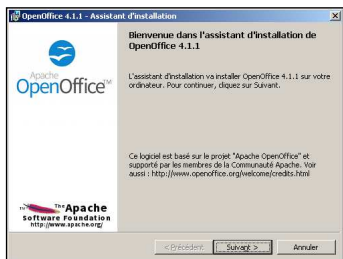 OpenOffice 4.1.1 - Assistant d'installation
Bienvenue dans l'assistant d'installation de
OpenOffice 4.1.1
Apache
OpenOffice™
L'assistant d'installation va installer OpenOffice 4.1.1 sur votre
ordinateur. Pour continuer, cliquez sur Suivant.
Ce logiciel est basé sur le projet "Apache OpenOffice" et
supporté par les membres de la Communauté Apache. Voir
aussi : http://www.openoffice.org/welcome/credits.html
The Apache
Software Foundation
http://www.apache.org/
< Précédent
Suivant >
Annuler